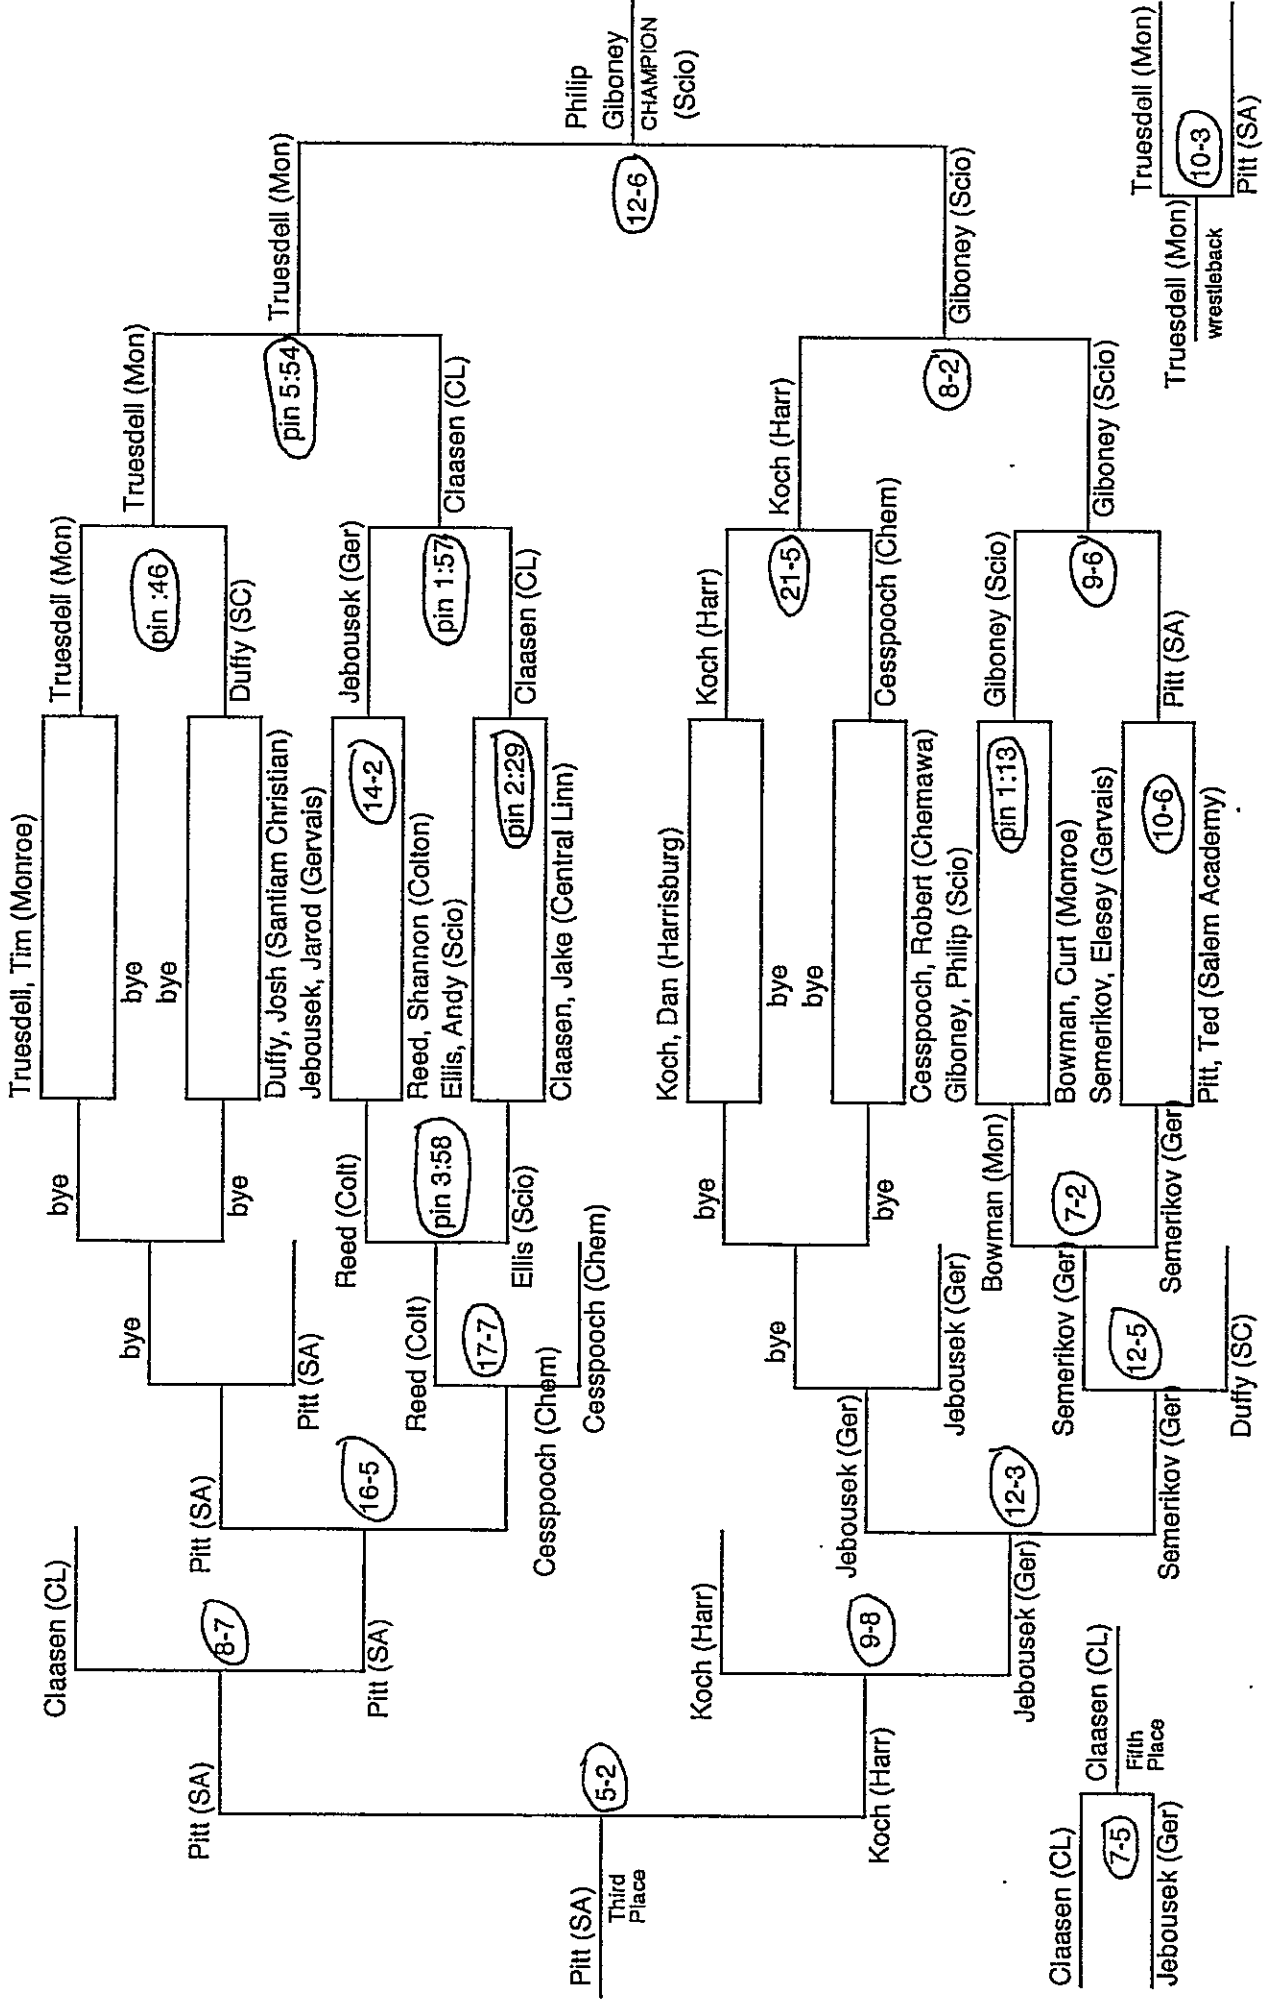 Truesdell, Tim (Monroe)
bye
bye
Duffy, Josh (Santiam Christian)
Jebousek, Jarod (Gervais)
14-2
Reed, Shannon (Colton)
Ellis, Andy (Scio)
pin 2:29
Claasen, Jake (Central Linn)
Koch, Dan (Harrisburg)
bye
bye
Cesspooch, Robert (Chemawa)
Giboney, Philip (Scio)
pin 1:13
Bowman, Curt (Monroe)
Semerikov, Elesey (Gervais)
10-6
Pitt, Ted (Salem Academy)
Truesdell (Mon)
pin :46
Duffy (SC)
Jebousek (Ger)
pin 1:57
Claasen (CL)
Koch (Harr)
21-5
Cesspooch (Chem)
Giboney (Scio)
9-6
Pitt (SA)
Truesdell (Mon)
pin 5:54
Claasen (CL)
Koch (Harr)
8-2
Giboney (Scio)
Truesdell (Mon)
12-6
Giboney (Scio)
Philip
Giboney
CHAMPION
(Scio)
Truesdell (Mon)
10-3
Pitt (SA)
Truesdell (Mon)
wrestleback
bye
bye
Reed (Colt)
pin 3:58
Ellis (Scio)
bye
bye
Bowman (Mon)
7-2
Semerikov (Ger)
bye
Pitt (SA)
Reed (Colt)
17-7
Cesspooch (Chem)
bye
Jebousek (Ger)
Semerikov (Ger)
12-5
Duffy (SC)
Pitt (SA)
16-5
Cesspooch (Chem)
Jebousek (Ger)
12-3
Semerikov (Ger)
Claasen (CL)
8-7
Pitt (SA)
Koch (Harr)
9-8
Jebousek (Ger)
Pitt (SA)
5-2
Koch (Harr)
Pitt (SA)
Third
Place
Claasen (CL)
7-5
Jebousek (Ger)
Claasen (CL)
Fifth
Place